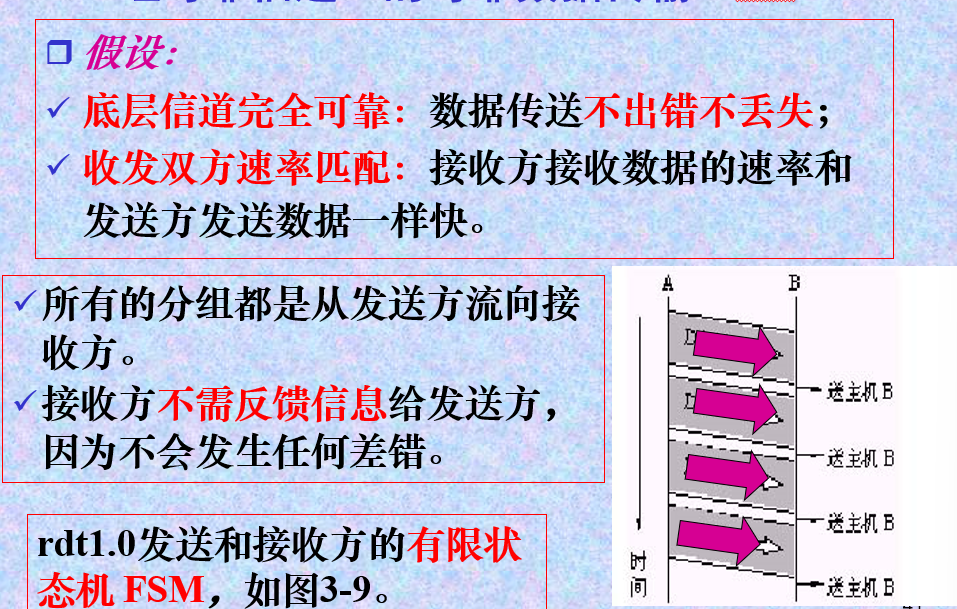 假设：
底层信道完全可靠：数据传送不出错不丢失；
收发双方速率匹配：接收方接收数据的速率和
发送方发送数据一样快。
所有的分组都是从发送方流向接
收方。
接收方不需反馈信息给发送方，
因为不会发生任何差错。
A B
送主机 B
送主机 B
送主机 B
送主机 B
时间
rdt1.0发送和接收方的有限状
态机 FSM，如图3-9。